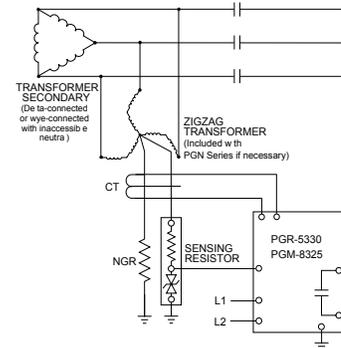 TRANSFORMER
SECONDARY
(De ta-connected
or wye-connected
with inaccessib e
neutra )
ZIGZAG
TRANSFORMER
(Included w th
PGN Series if necessary)
CT
NGR
SENSING
RESISTOR
PGR-5330
PGM-8325
L1
L2